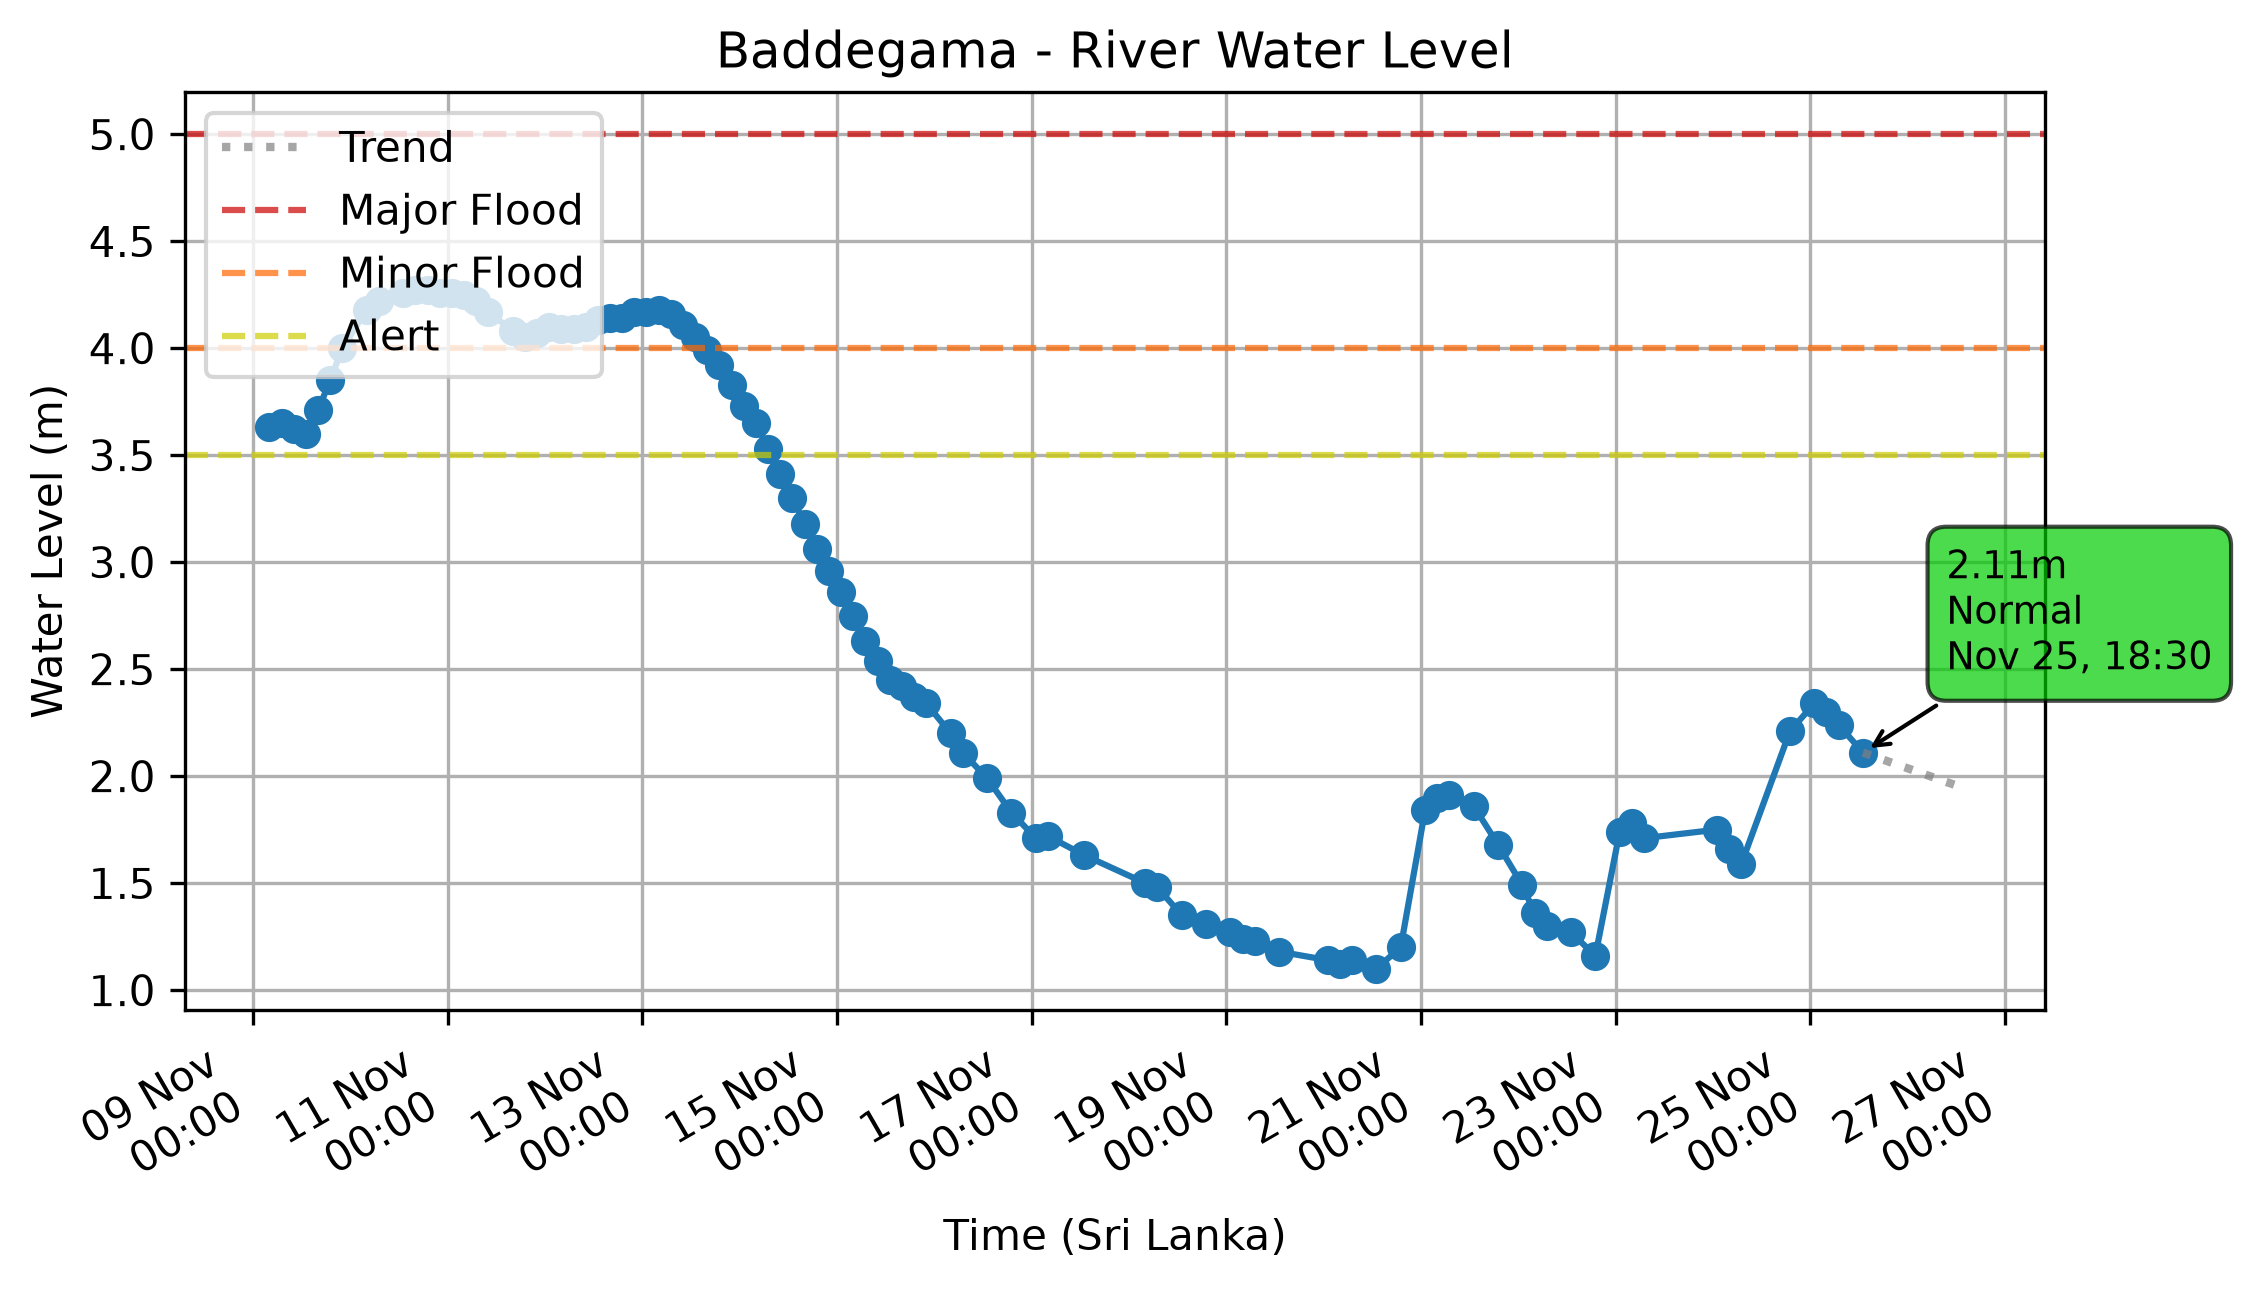 Baddegama - River Water Level
Trend
Major Flood
Minor Flood
Alert
5.0
4.5
4.0
3.5
3.0
2.5
2.0
1.5
1.0
Water Level (m)
2.11m
Normal
Nov 25, 18:30
09 Nov
00:00
11 Nov
00:00
13 Nov
00:00
15 Nov
00:00
17 Nov
00:00
19 Nov
00:00
21 Nov
00:00
23 Nov
00:00
25 Nov
00:00
27 Nov
00:00
Time (Sri Lanka)